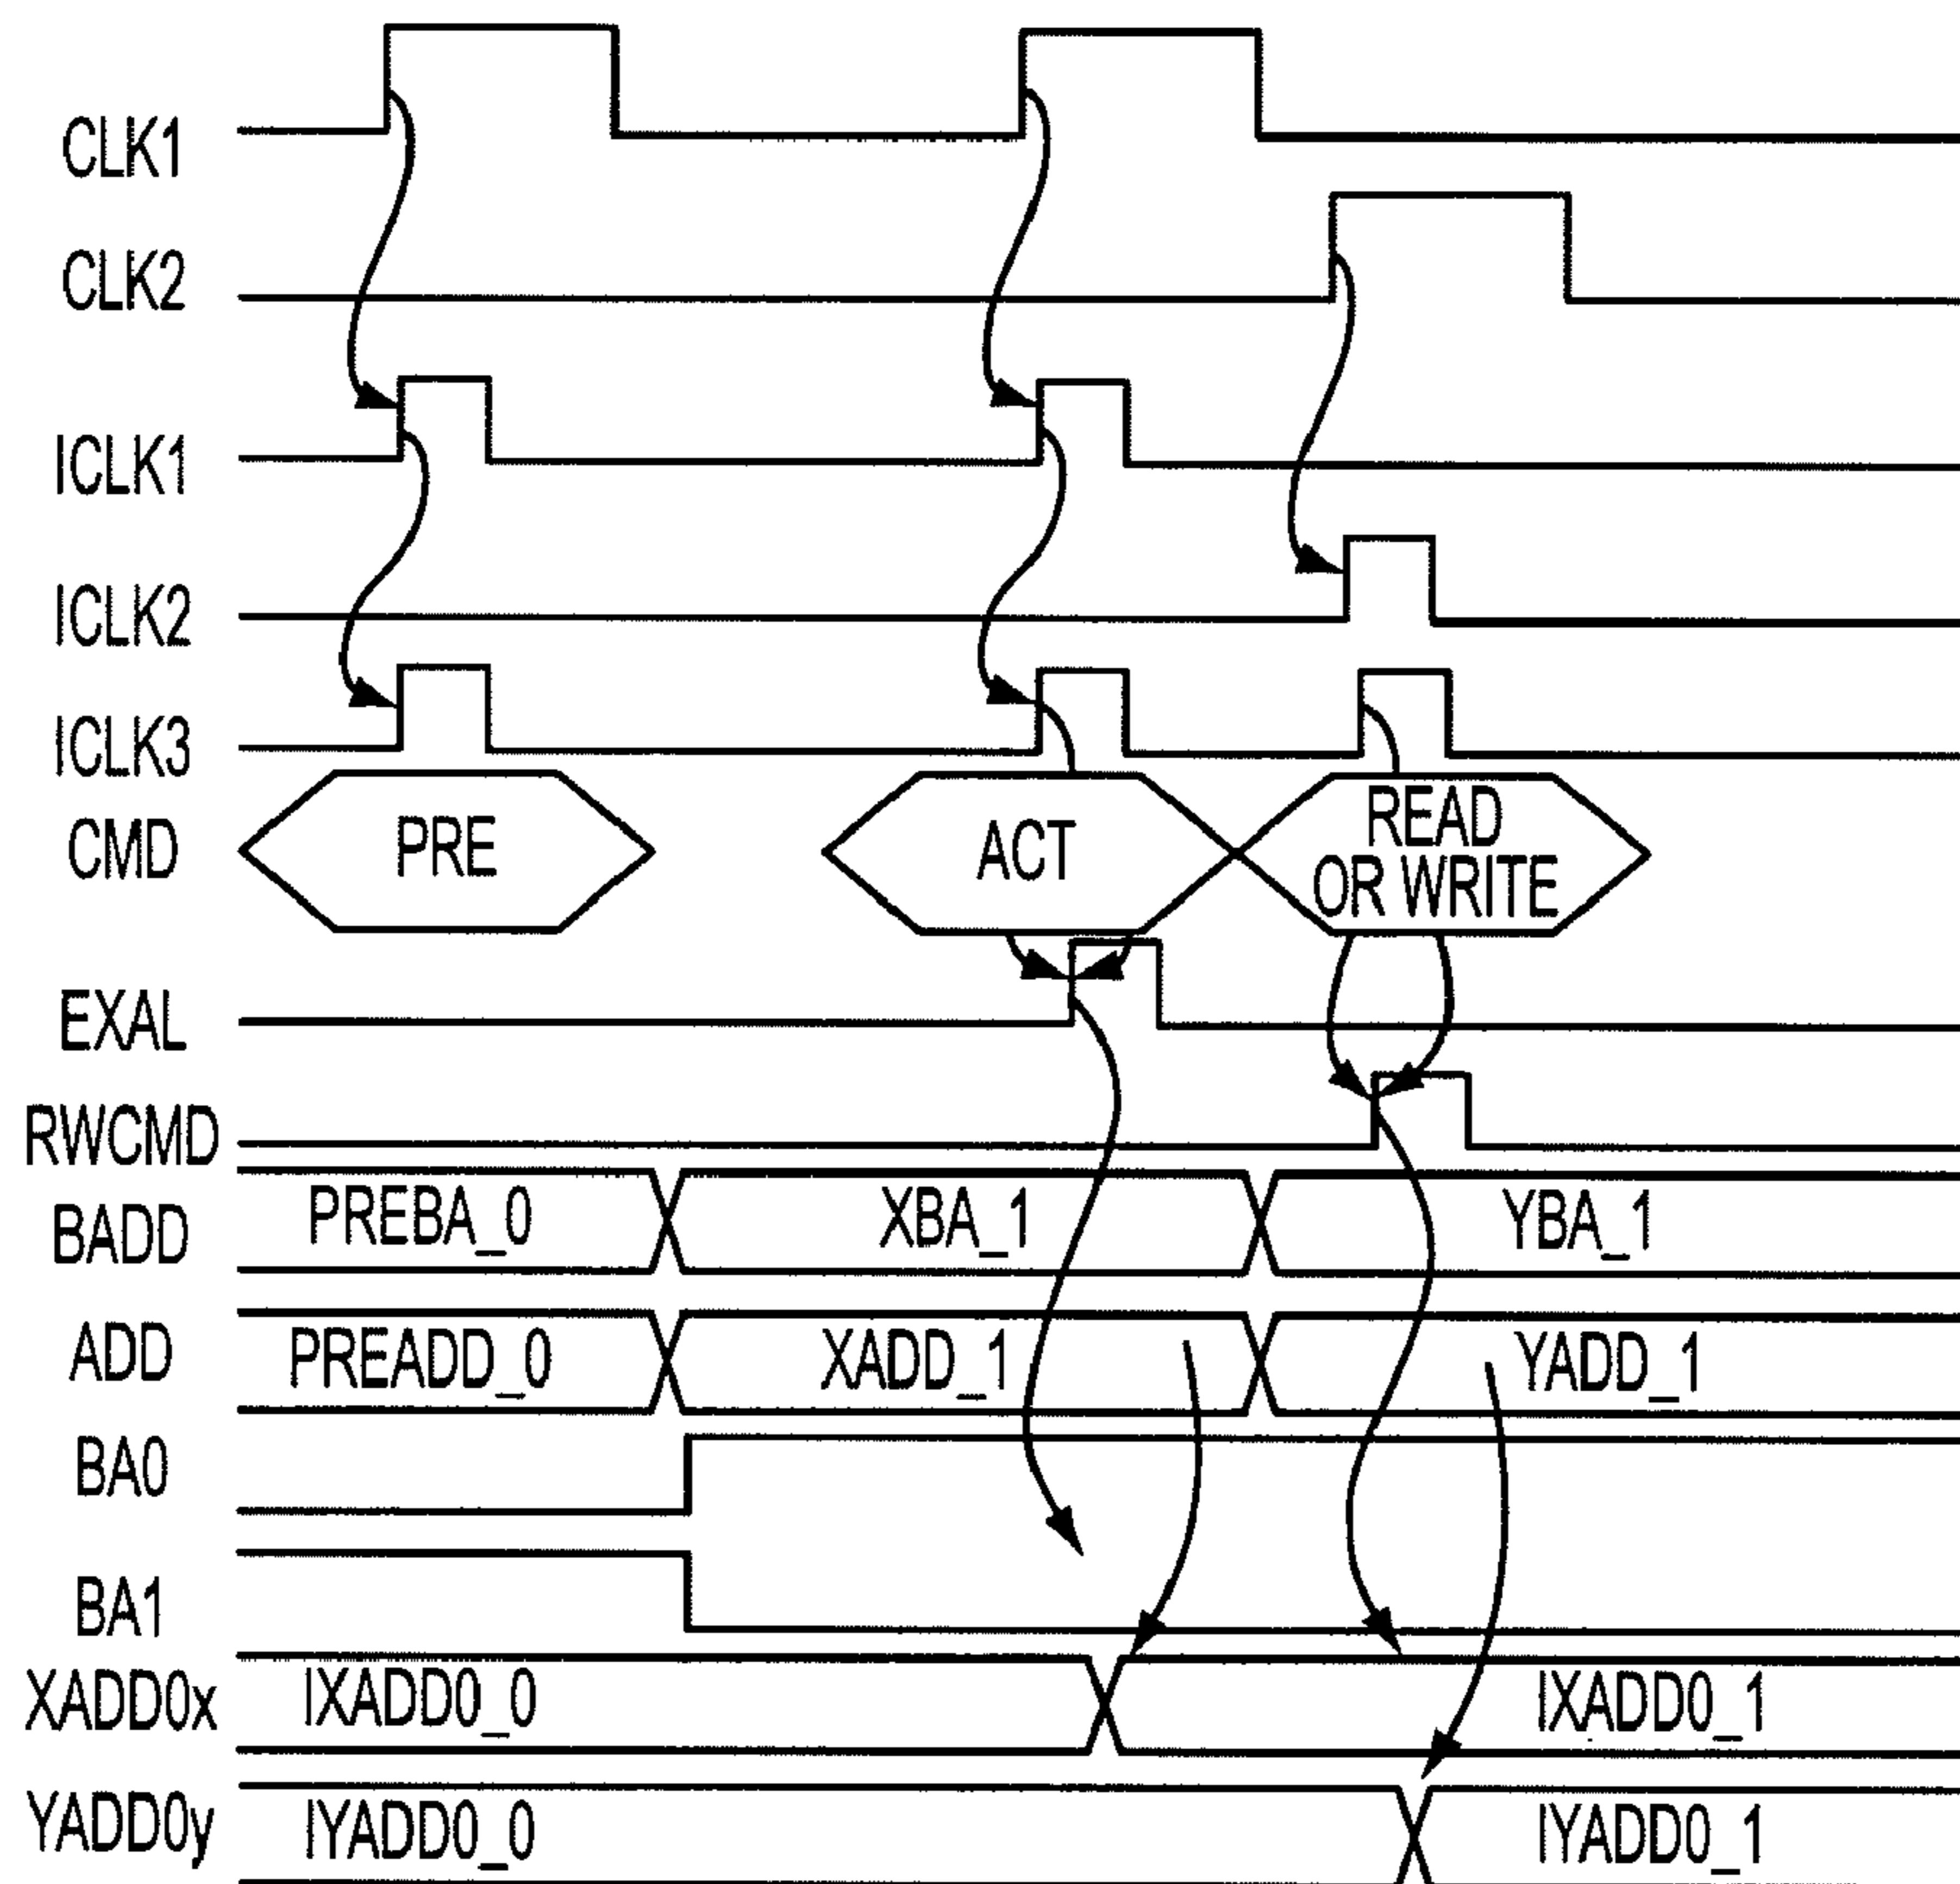 CLK1
CLK2
ICLK1
ICLK2
ICLK3
CMD PRE ACT READ
OR WRITE
EXAL
RWCMD
BADD PREBA_0 XBA_1 YBA_1
ADD PREADD_0 XADD_1 YADD_1
BA0
BA1
XADD0x IXADD0_0 IXADD0_1
YADD0y IYADD0_0 IYADD0_1